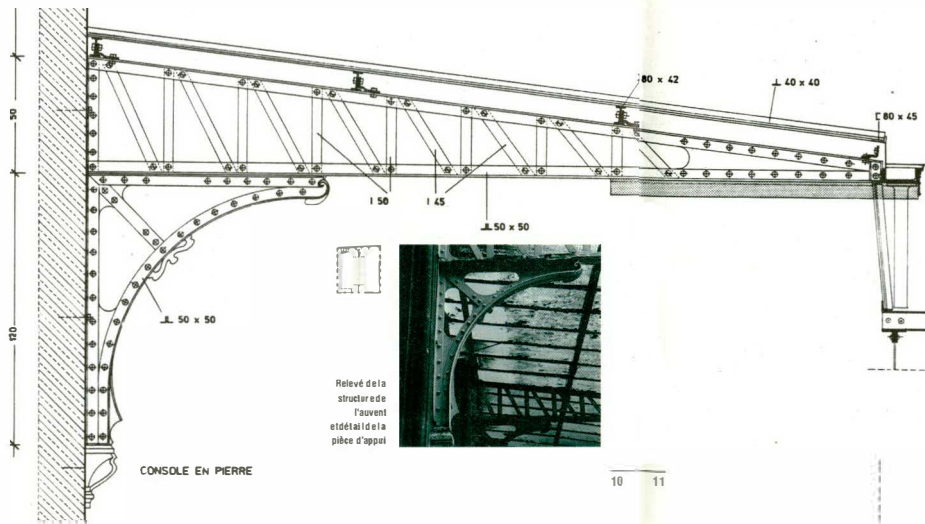 80 x 42
⊥ 40 x 40
[ 80 x 45
50
I 50
I 45
⅃L 50 x 50
⅃L 50 x 50
120
Relevé de la
structure de
l'auvent
et détail de la
pièce d'appui
CONSOLE EN PIERRE
10 11